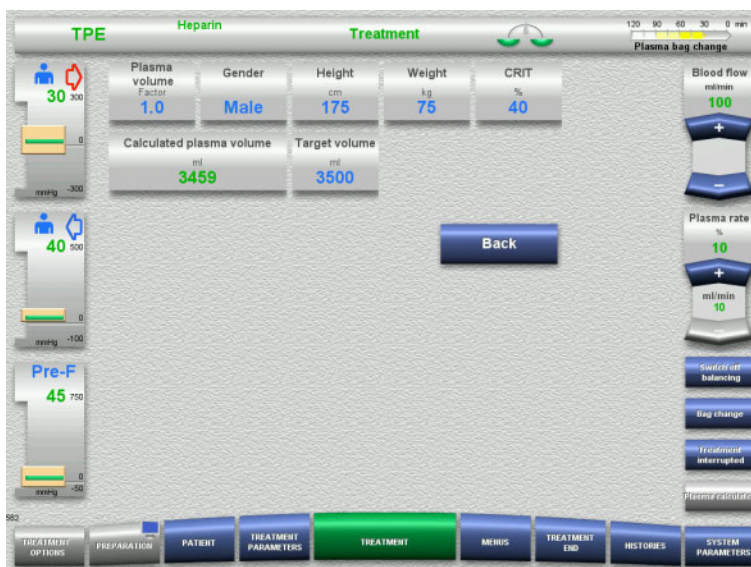 TPE
Heparin
Treatment
120 90 60 30 0 min
Plasma bag change
30 300
0
mmHg -300
Plasma volume
Factor
1.0
Gender
Male
Height
cm
175
Weight
kg
75
CRIT
%
40
Blood flow
ml/min
100
+
−
Calculated plasma volume
ml
3459
Target volume
ml
3500
40 500
0
mmHg -100
Back
Plasma rate
%
10
+
ml/min
10
−
Pre-F
45 750
0
mmHg -50
Switch off
balancing
Bag change
Treatment
interrupted
582
TREATMENT
OPTIONS
PREPARATION
PATIENT
TREATMENT
PARAMETERS
TREATMENT
MENUS
TREATMENT
END
HISTORIES
SYSTEM
PARAMETERS